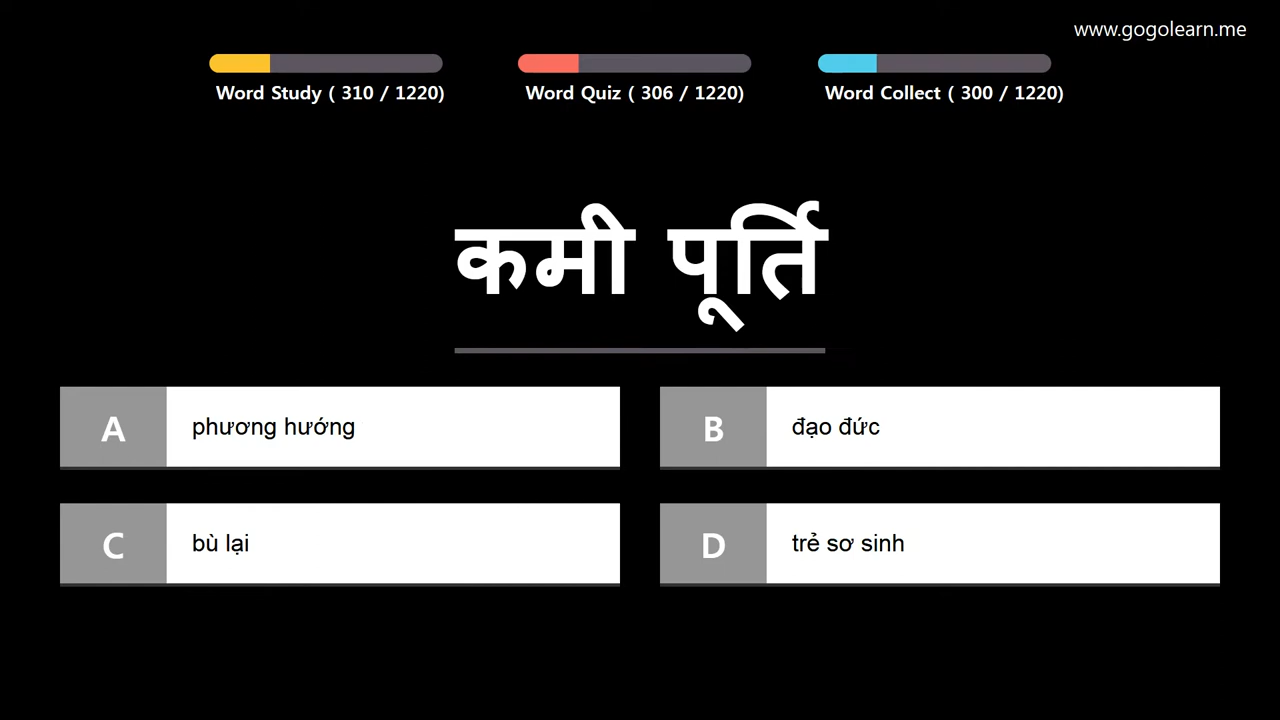 www.gogolearn.me
Word Study ( 310 / 1220)
Word Quiz ( 306 / 1220)
Word Collect ( 300 / 1220)
कमी पूर्ति
A phương hướng
B đạo đức
C bù lại
D trẻ sơ sinh